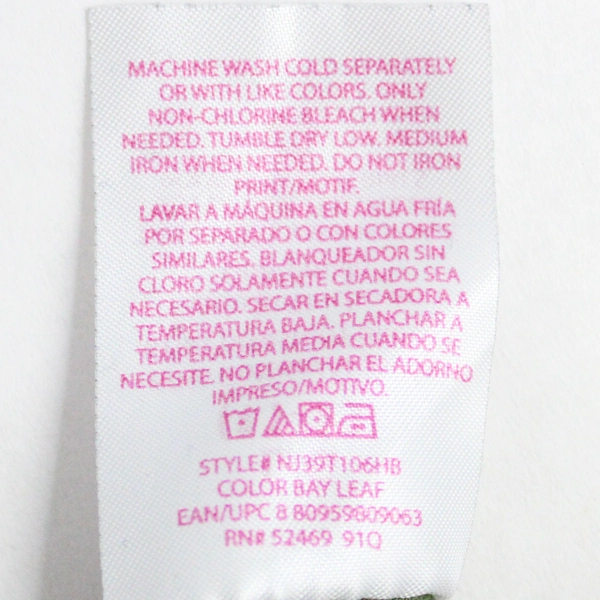 MACHINE WASH COLD SEPARATELY
OR WITH LIKE COLORS. ONLY
NON-CHLORINE BLEACH WHEN
NEEDED. TUMBLE DRY LOW. MEDIUM
IRON WHEN NEEDED. DO NOT IRON
PRINT/MOTIF.
LAVAR A MÁQUINA EN AGUA FRÍA
POR SEPARADO O CON COLORES
SIMILARES. BLANQUEADOR SIN
CLORO SOLAMENTE CUANDO SEA
NECESARIO. SECAR EN SECADORA A
TEMPERATURA BAJA. PLANCHAR A
TEMPERATURA MEDIA CUANDO SE
NECESITE. NO PLANCHAR EL ADORNO
IMPRESO/MOTIVO.
STYLE# NJ39T106HB
COLOR BAY LEAF
EAN/UPC 8 80959809063
RN# 52469 91Q